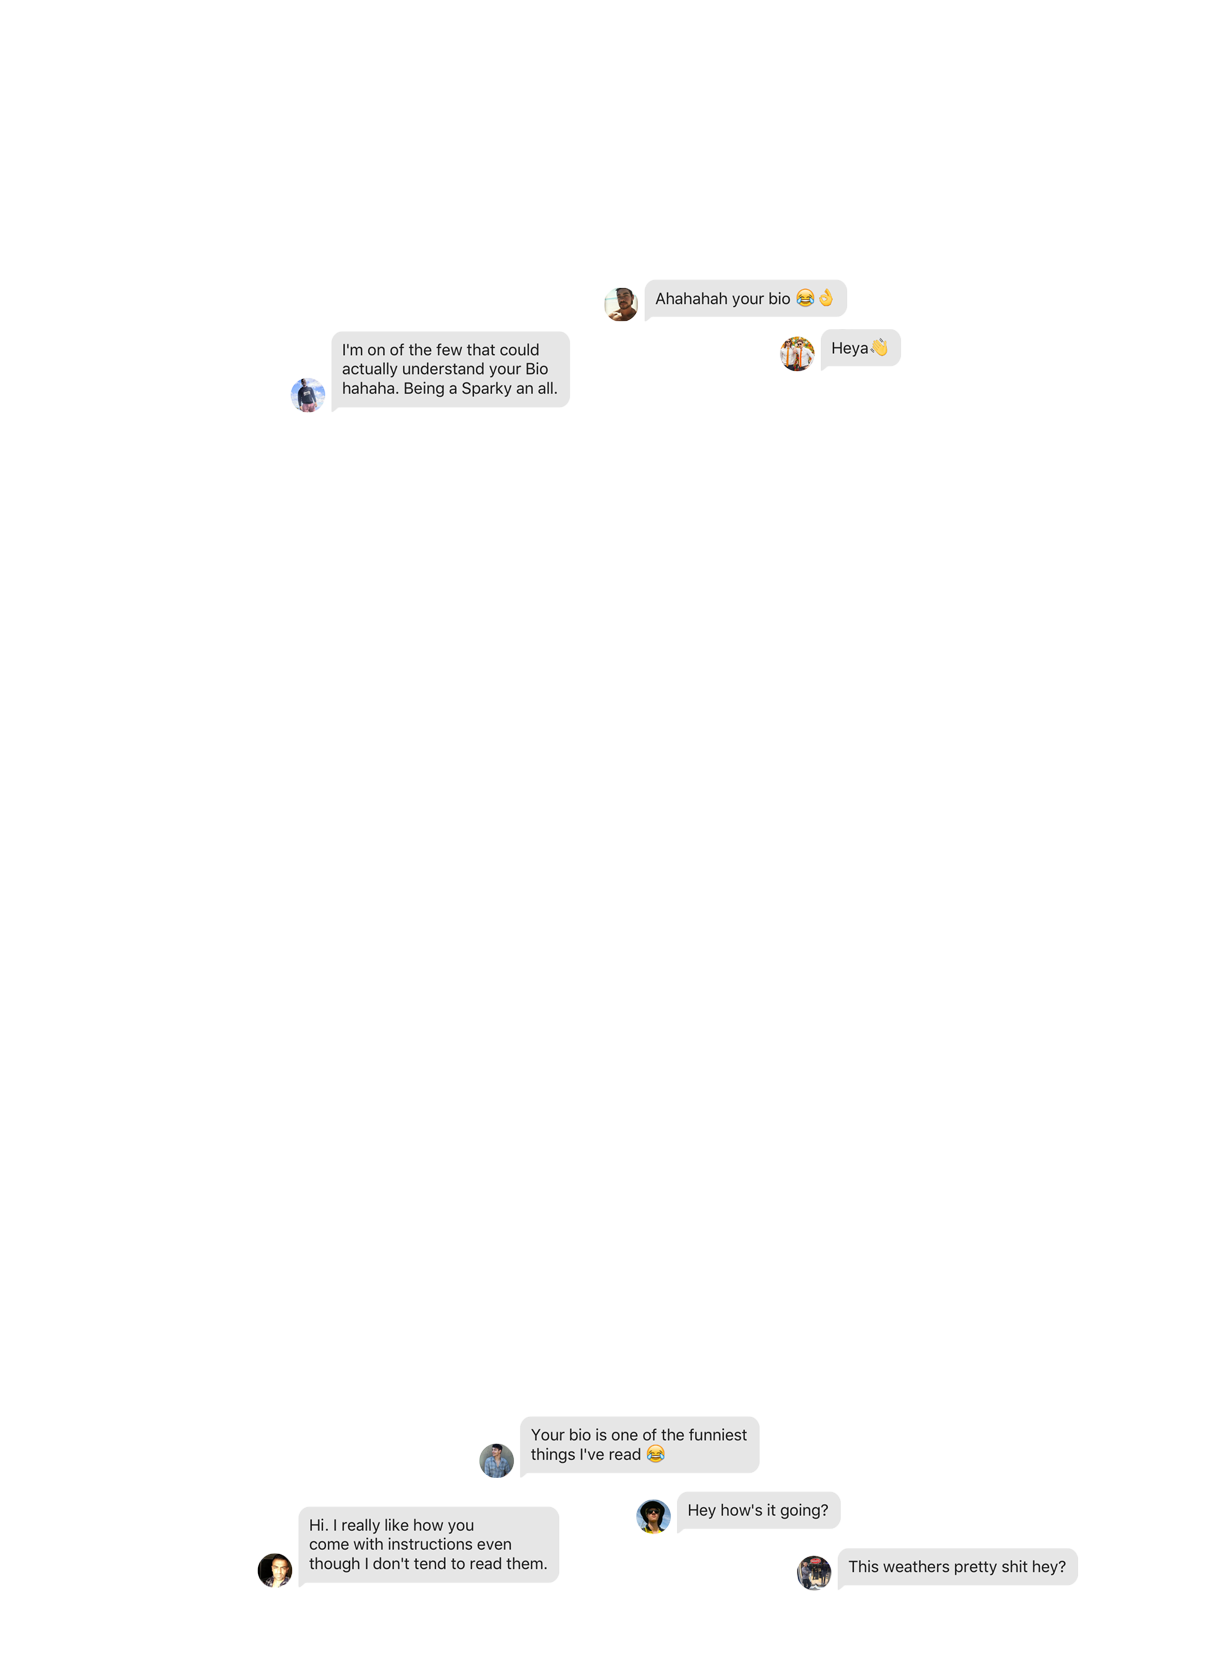 Ahahahah your bio 😂👌
Heya👋
I'm on of the few that could
actually understand your Bio
hahaha. Being a Sparky an all.
Your bio is one of the funniest
things I've read 😂
Hey how's it going?
Hi. I really like how you
come with instructions even
though I don't tend to read them.
This weathers pretty shit hey?